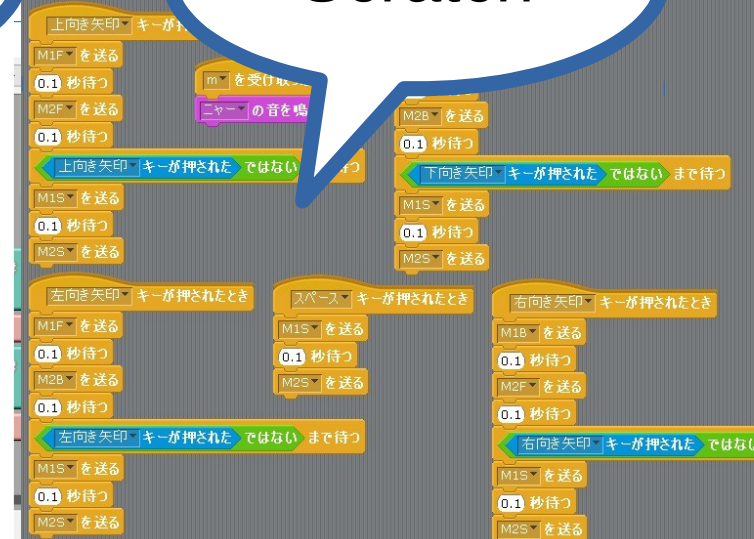 Scratch
上向き矢印 キーが押
M1F を送る
0.1 秒待つ
M2F を送る
0.1 秒待つ
上向き矢印 キーが押された ではない まで待つ
M1S を送る
0.1 秒待つ
M2S を送る
m を受け取
ニャー の音を鳴
M2B を送る
0.1 秒待つ
下向き矢印 キーが押された ではない まで待つ
M1S を送る
0.1 秒待つ
M2S を送る
左向き矢印 キーが押されたとき
M1F を送る
0.1 秒待つ
M2B を送る
0.1 秒待つ
左向き矢印 キーが押された ではない まで待つ
M1S を送る
0.1 秒待つ
M2S を送る
スペース キーが押されたとき
M1S を送る
0.1 秒待つ
M2S を送る
右向き矢印 キーが押されたとき
M1B を送る
0.1 秒待つ
M2F を送る
0.1 秒待つ
右向き矢印 キーが押された ではない
M1S を送る
0.1 秒待つ
M2S を送る